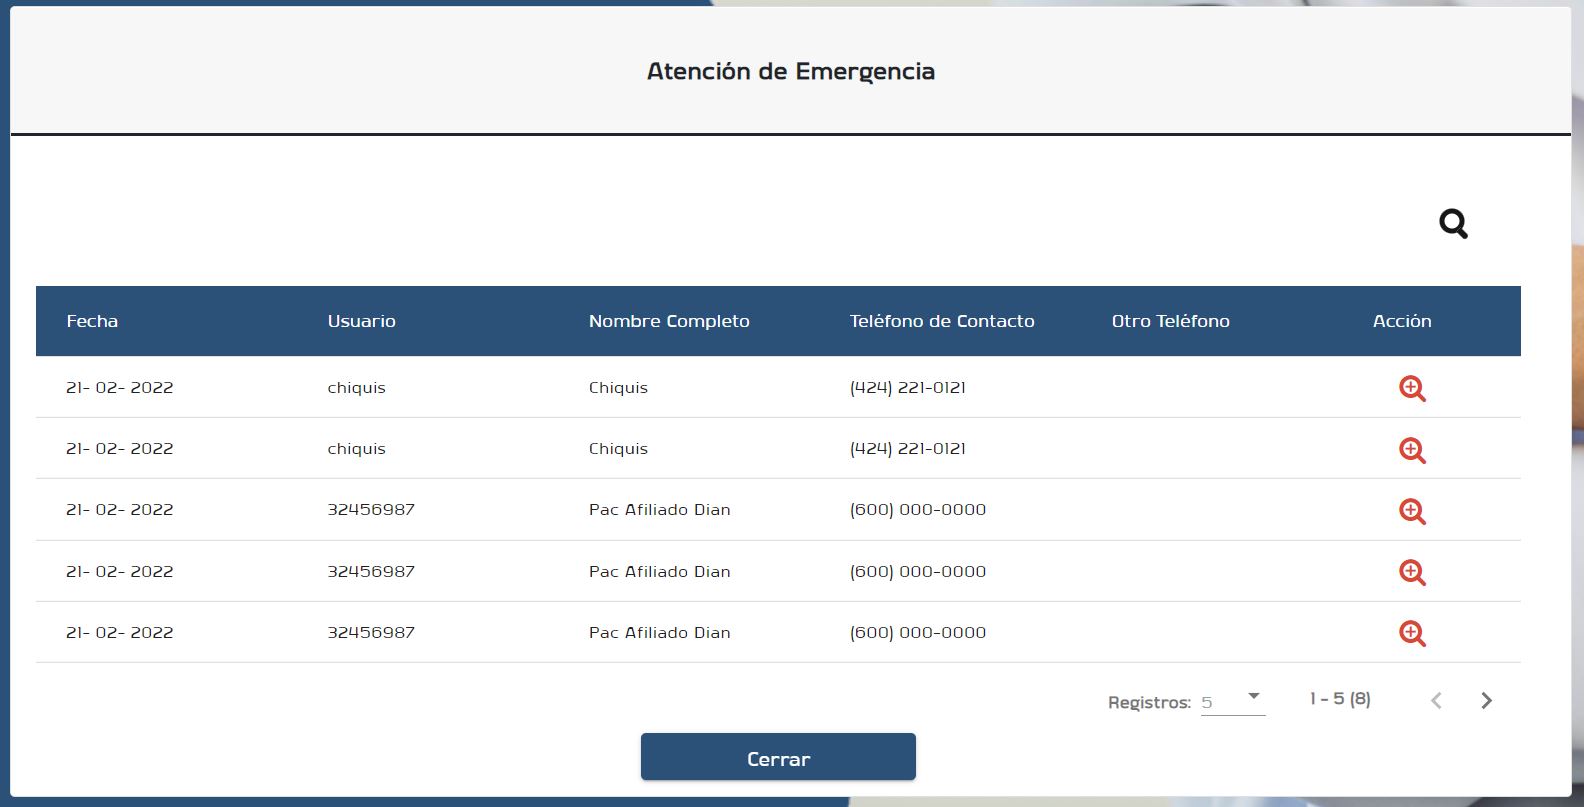 Atención de Emergencia
Fecha Usuario Nombre Completo Teléfono de Contacto Otro Teléfono Acción
21- 02- 2022 chiquis Chiquis (424) 221-0121
21- 02- 2022 chiquis Chiquis (424) 221-0121
21- 02- 2022 32456987 Pac Afiliado Dian (600) 000-0000
21- 02- 2022 32456987 Pac Afiliado Dian (600) 000-0000
21- 02- 2022 32456987 Pac Afiliado Dian (600) 000-0000
Registros: 5 1 - 5 (8)
Cerrar